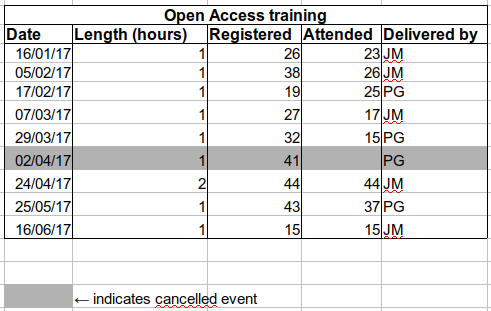 Open Access training
Date Length (hours) Registered Attended Delivered by
16/01/17 1 26 23 JM
05/02/17 1 38 26 JM
17/02/17 1 19 25 PG
07/03/17 1 27 17 JM
29/03/17 1 32 15 PG
02/04/17 1 41 PG
24/04/17 2 44 44 JM
25/05/17 1 43 37 PG
16/06/17 1 15 15 JM
← indicates cancelled event